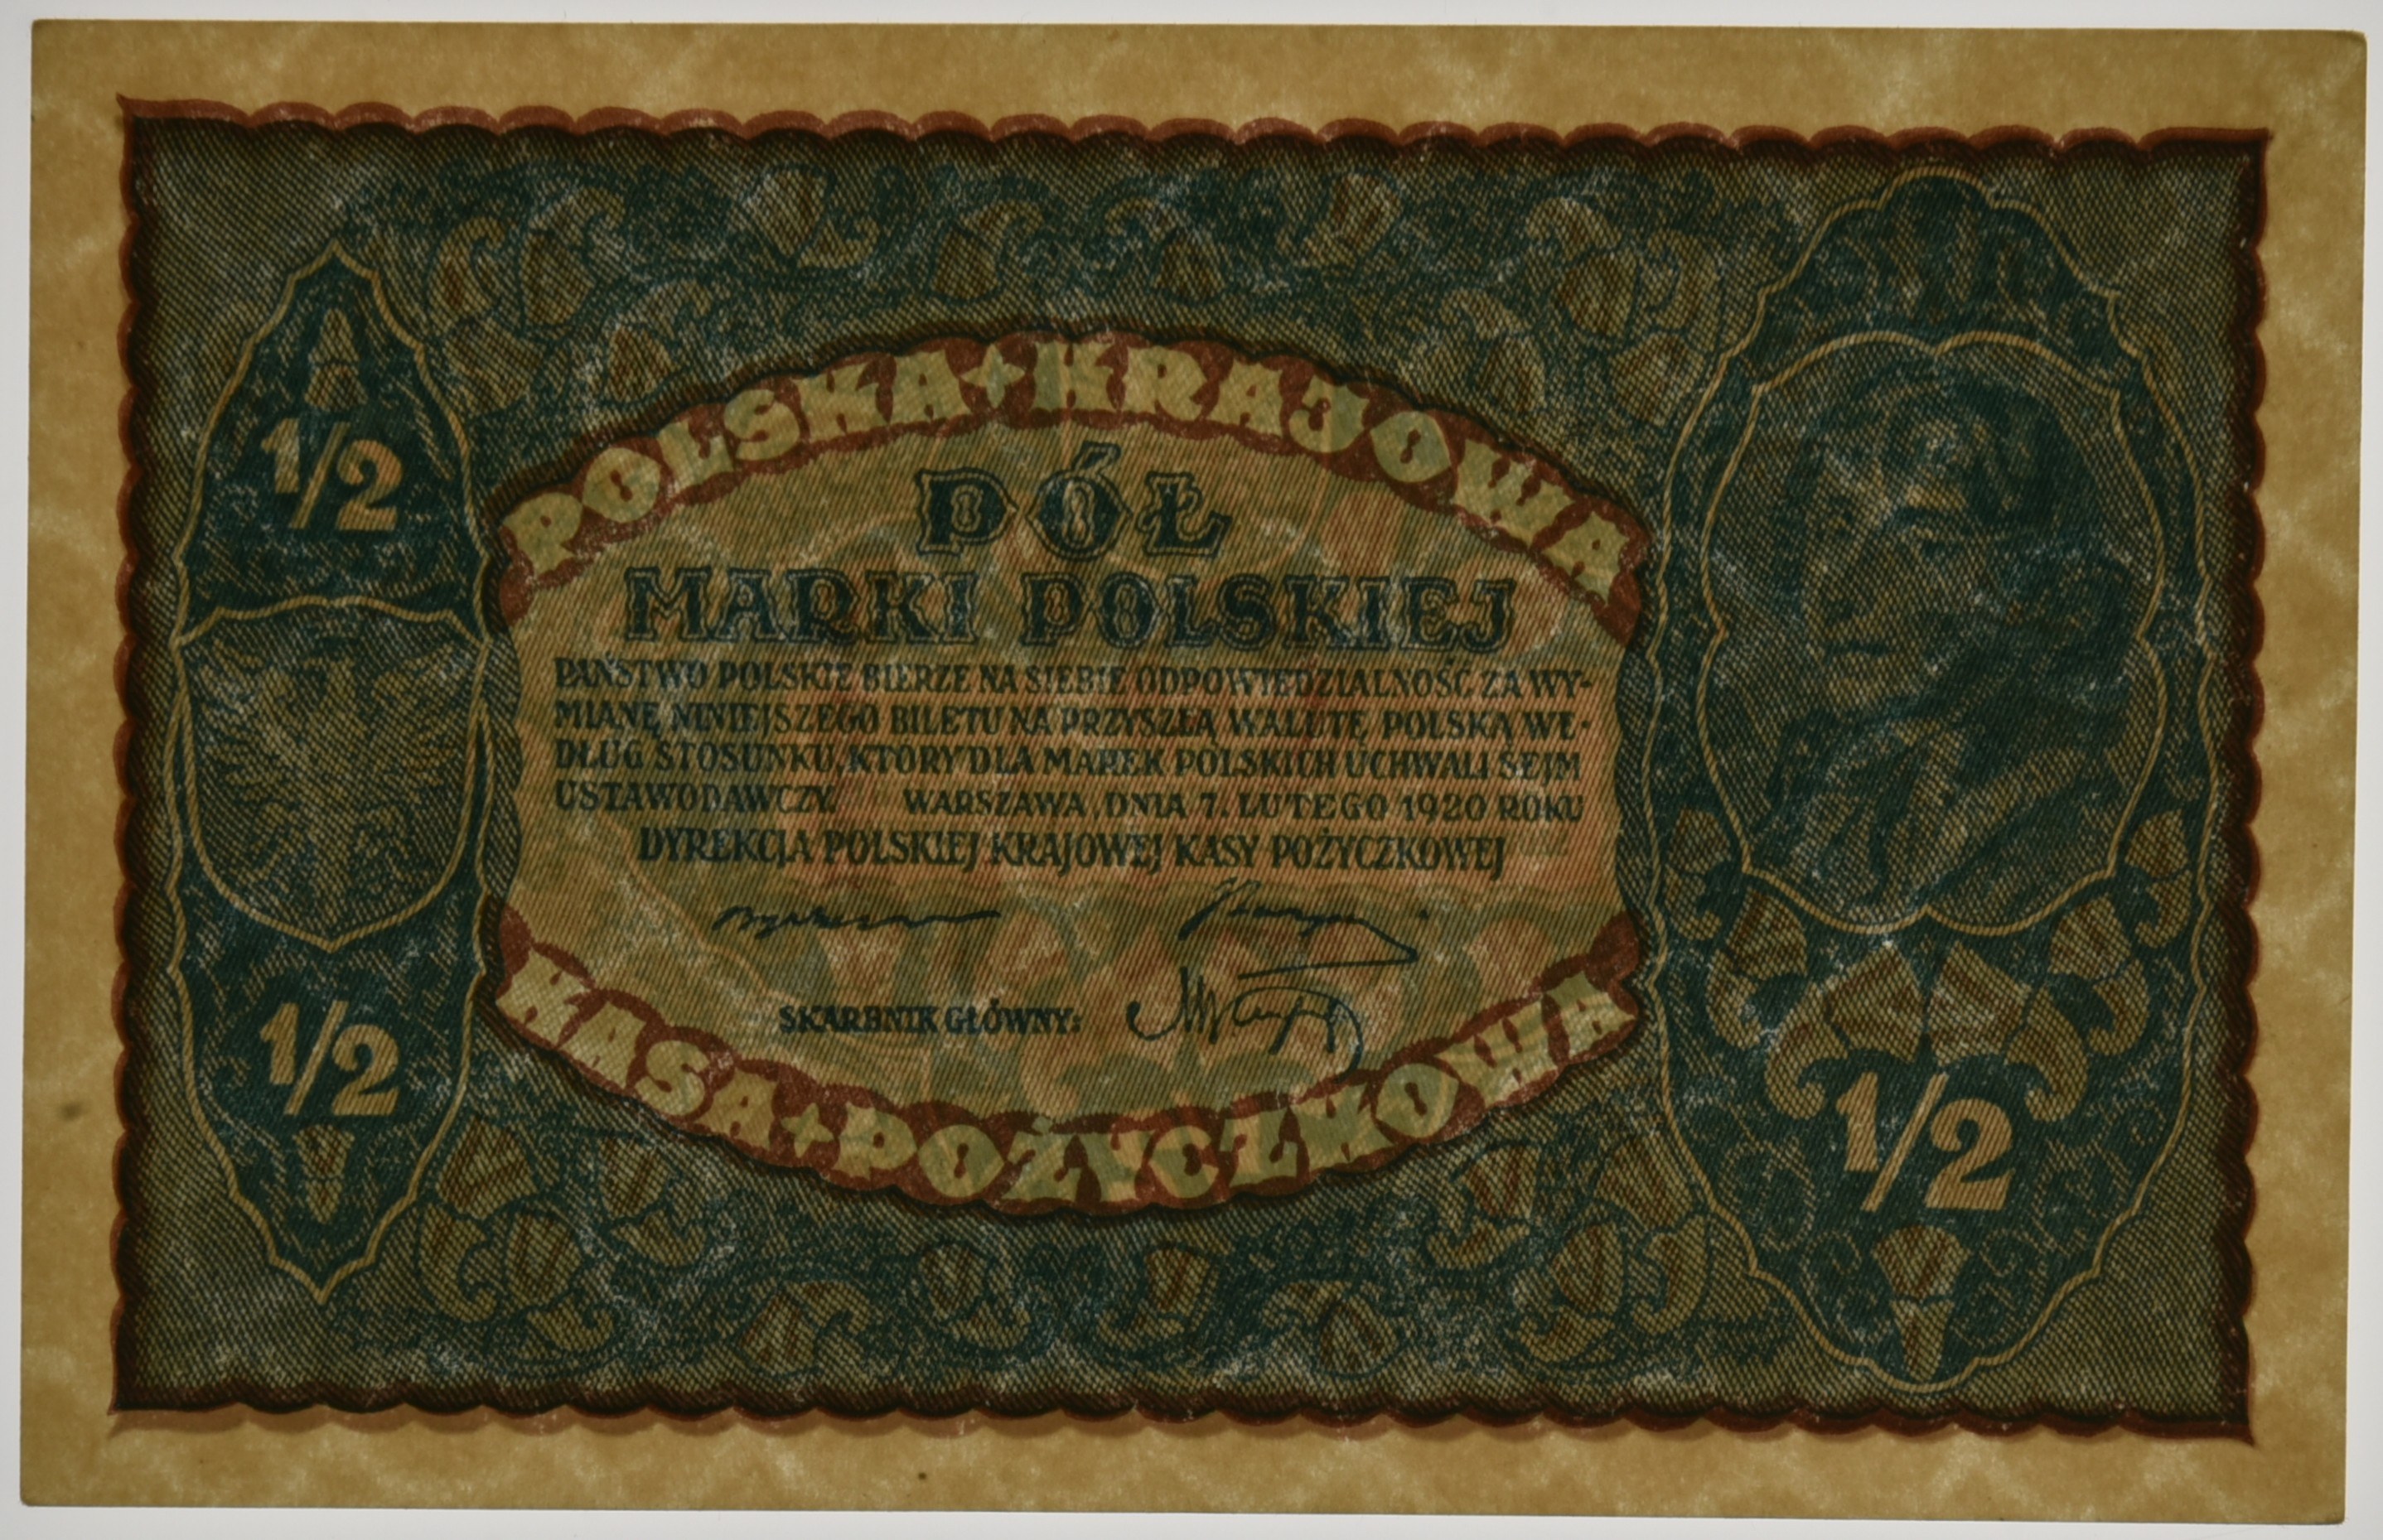 POLSKA + KRAJOWA
1/2
PÓŁ
MARKI POLSKIEJ
PAŃSTWO POLSKIE BIERZE NA SIEBIE ODPOWIEDZIALNOŚĆ ZA WY-
MIANĘ NINIEJSZEGO BILETU NA PRZYSZŁĄ WALUTĘ POLSKĄ WE-
DŁUG STOSUNKU, KTÓRY DLA MAREK POLSKICH UCHWALI SEJM
USTAWODAWCZY. WARSZAWA, DNIA 7. LUTEGO 1920 ROKU
DYREKCJA POLSKIEJ KRAJOWEJ KASY POŻYCZKOWEJ
SKARBNIK GŁÓWNY:
1/2
KASA + POŻYCZKOWA
1/2